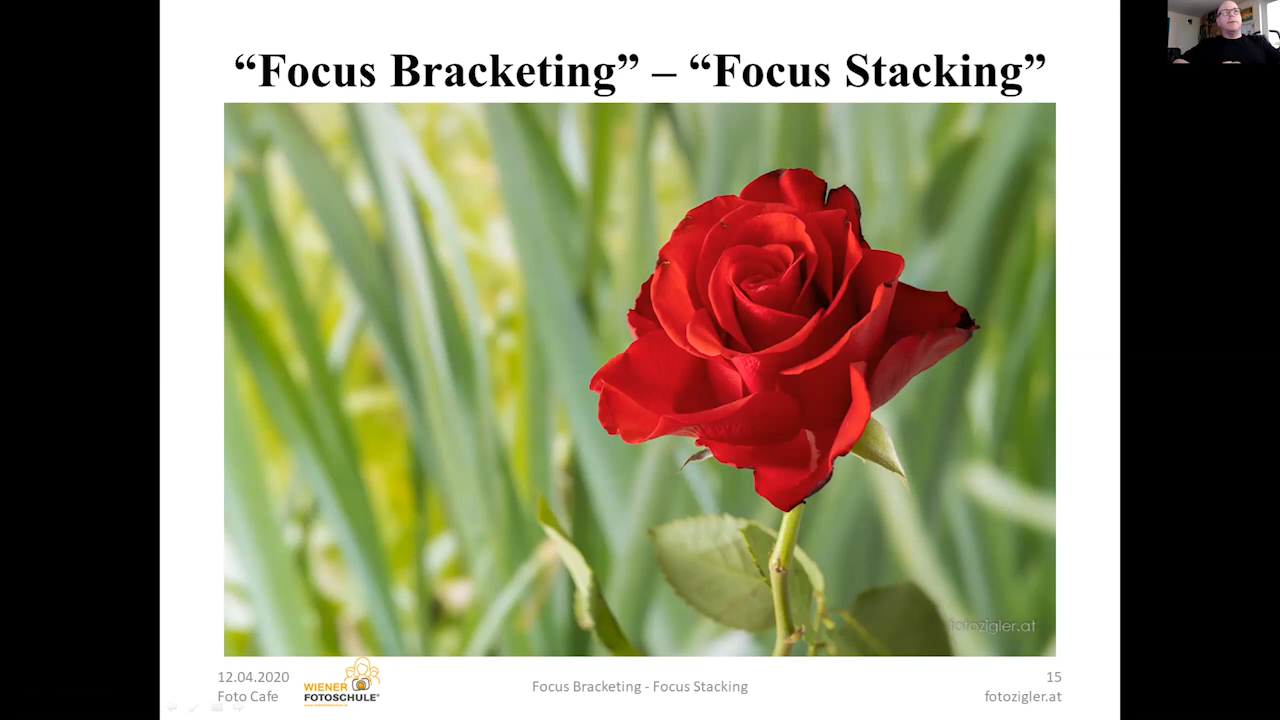 “Focus Bracketing” – “Focus Stacking”
fotozigler.at
12.04.2020
Foto Cafe
WIENER
FOTOSCHULE
Focus Bracketing - Focus Stacking
15
fotozigler.at